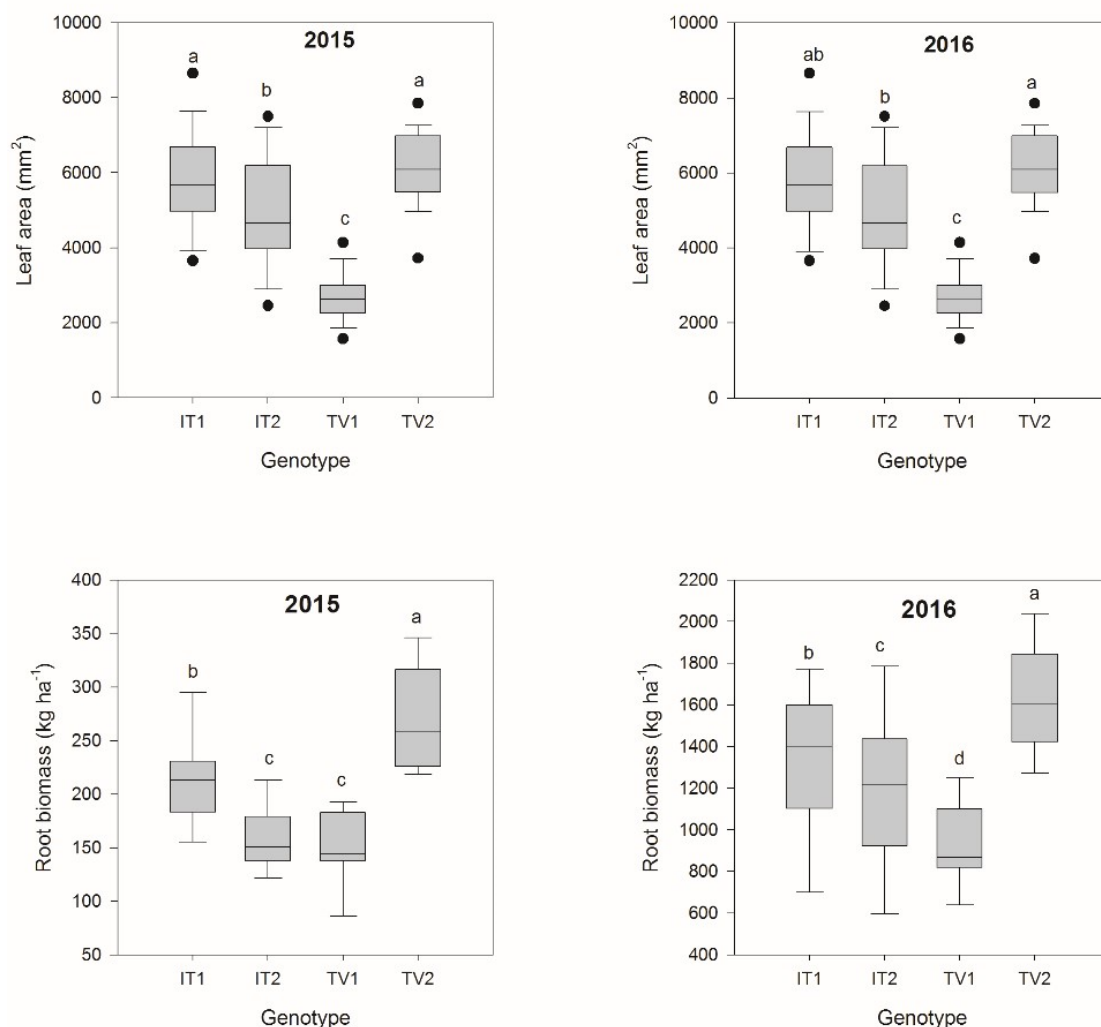 2015
10000
8000
6000
4000
2000
0
Leaf area (mm²)
a
b
c
a
IT1 IT2 TV1 TV2
Genotype
2016
10000
8000
6000
4000
2000
0
Leaf area (mm²)
ab
b
c
a
IT1 IT2 TV1 TV2
Genotype
2015
400
350
300
250
200
150
100
50
Root biomass (kg ha⁻¹)
b
c
c
a
IT1 IT2 TV1 TV2
Genotype
2016
2200
2000
1800
1600
1400
1200
1000
800
600
400
Root biomass (kg ha⁻¹)
b
c
d
a
IT1 IT2 TV1 TV2
Genotype